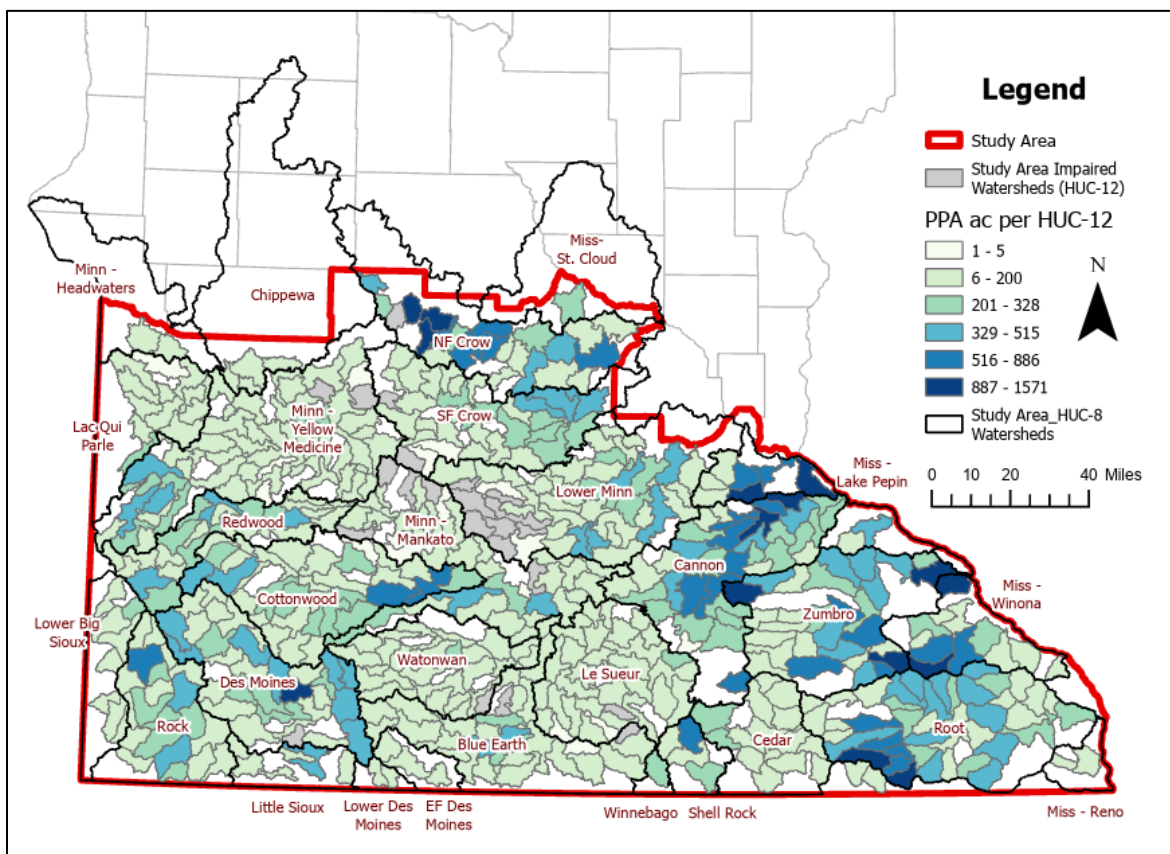 Legend
Study Area
Study Area Impaired
Watersheds (HUC-12)
PPA ac per HUC-12
1 - 5
6 - 200
201 - 328
329 - 515
516 - 886
887 - 1571
Study Area_HUC-8
Watersheds
N
0 10 20 40 Miles
Miss-
St. Cloud
Minn -
Headwaters
Chippewa
NF Crow
Lac Qui
Parle
Minn -
Yellow
Medicine
SF Crow
Miss -
Lake Pepin
Lower Minn
Redwood
Minn -
Mankato
Cannon
Miss -
Winona
Cottonwood
Zumbro
Lower Big
Sioux
Watonwan
Le Sueur
Des Moines
Rock
Blue Earth
Cedar
Root
Little Sioux
Lower Des
Moines
EF Des
Moines
Winnebago
Shell Rock
Miss - Reno